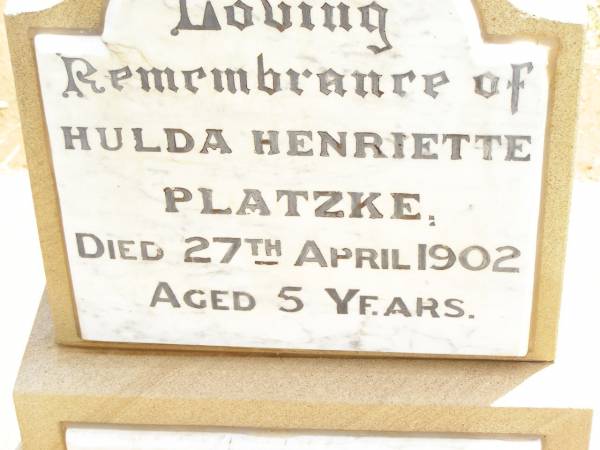 Loving
Remembrance of
HULDA HENRIETTE
PLATZKE,
DIED 27TH APRIL 1902
AGED 5 YEARS.